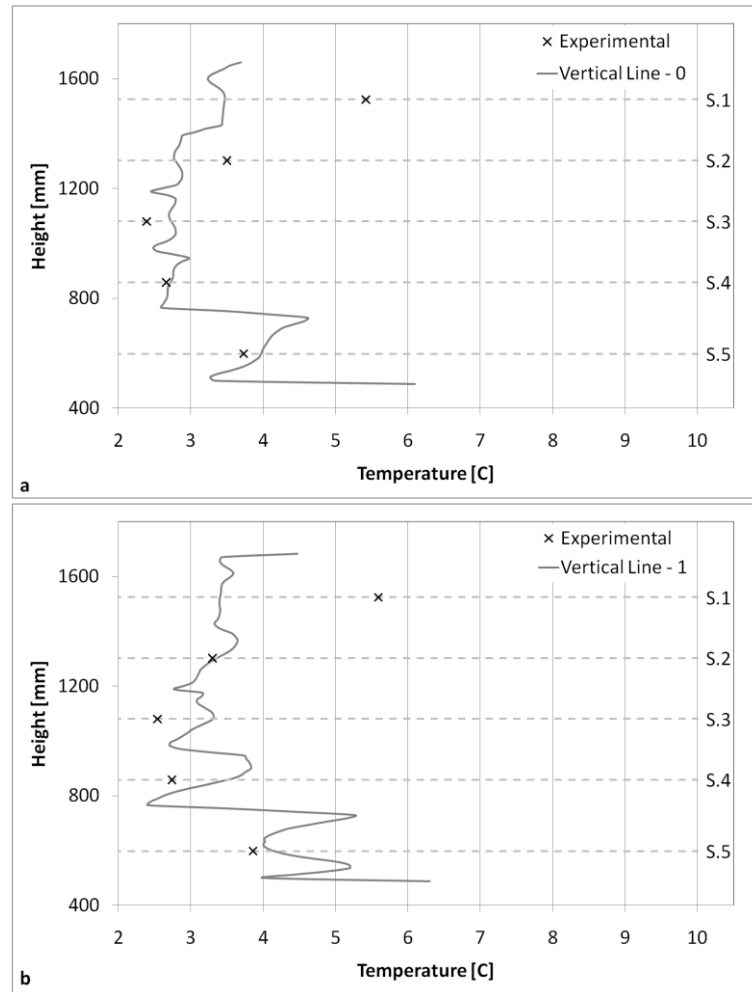 Experimental
Vertical Line - 0
1600
S.1
S.2
1200
S.3
S.4
800
S.5
400
Height [mm]
2 3 4 5 6 7 8 9 10
Temperature [C]
a
Experimental
Vertical Line - 1
1600
S.1
S.2
1200
S.3
S.4
800
S.5
400
Height [mm]
2 3 4 5 6 7 8 9 10
Temperature [C]
b